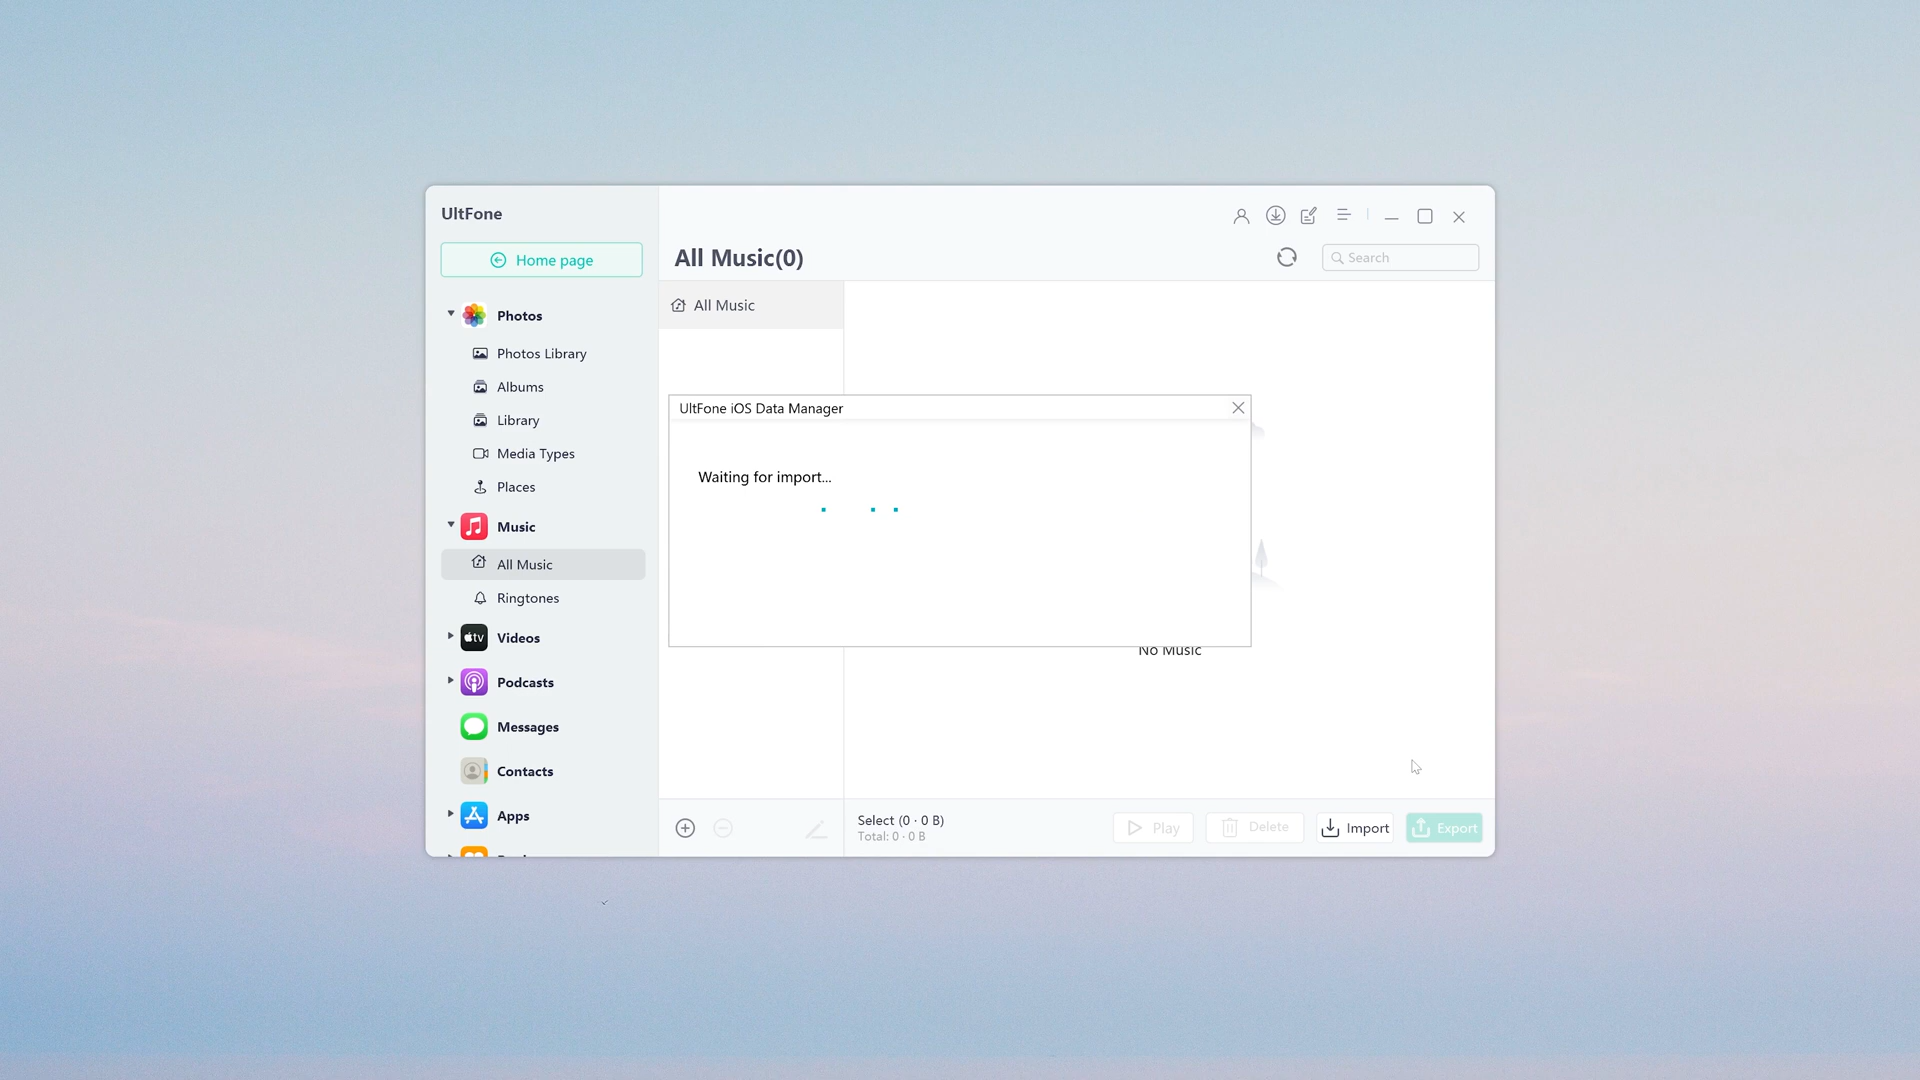 UltFone
Home page
Photos
Photos Library
Albums
Library
Media Types
Places
Music
All Music
Ringtones
Videos
tv
Podcasts
Messages
Contacts
Apps
All Music(0)
Search
All Music
UltFone iOS Data Manager
Waiting for import...
No Music
Select (0 · 0 B)
Total: 0 · 0 B
Play
Delete
Import
Export